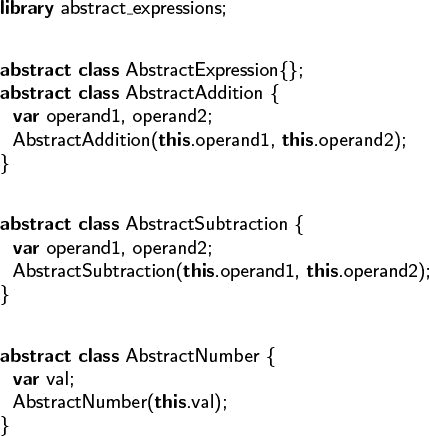 library abstract_expressions;
abstract class AbstractExpression{};
abstract class AbstractAddition {
var operand1, operand2;
AbstractAddition(this.operand1, this.operand2);
}
abstract class AbstractSubtraction {
var operand1, operand2;
AbstractSubtraction(this.operand1, this.operand2);
}
abstract class AbstractNumber {
var val;
AbstractNumber(this.val);
}